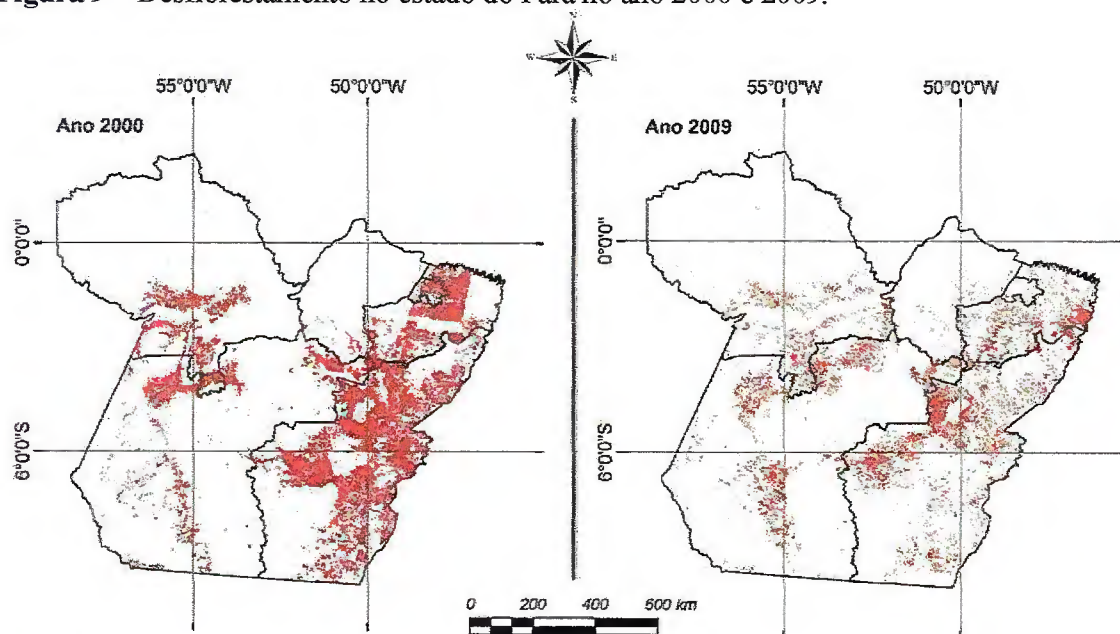 Figura 9 – Desflorestamento no estado do Pará no ano 2000 e 2009.
N
W
E
S
55°0'0"W
50°0'0"W
55°0'0"W
50°0'0"W
Ano 2000
Ano 2009
0°0'0"
0°0'0"
6°0'0"S
6°0'0"S
0
200
400
600 km